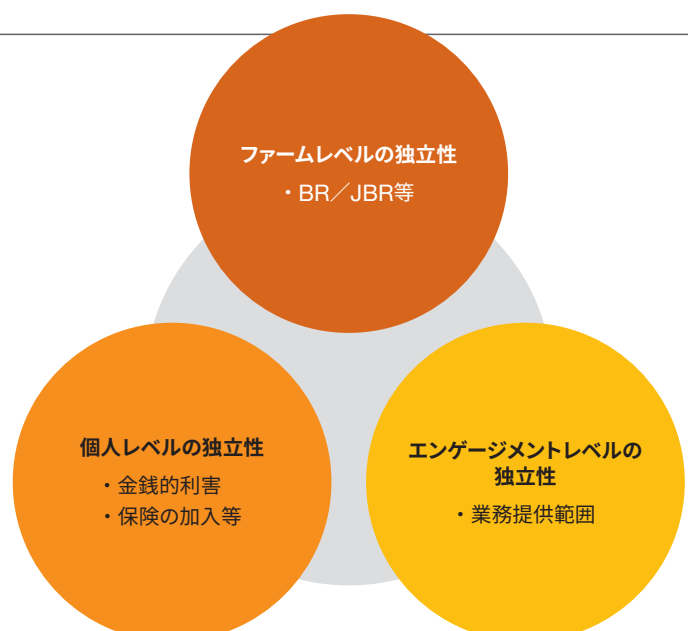 ファームレベルの独立性
・BR／JBR等
個人レベルの独立性
・金銭的利害
・保険の加入等
エンゲージメントレベルの
独立性
・業務提供範囲